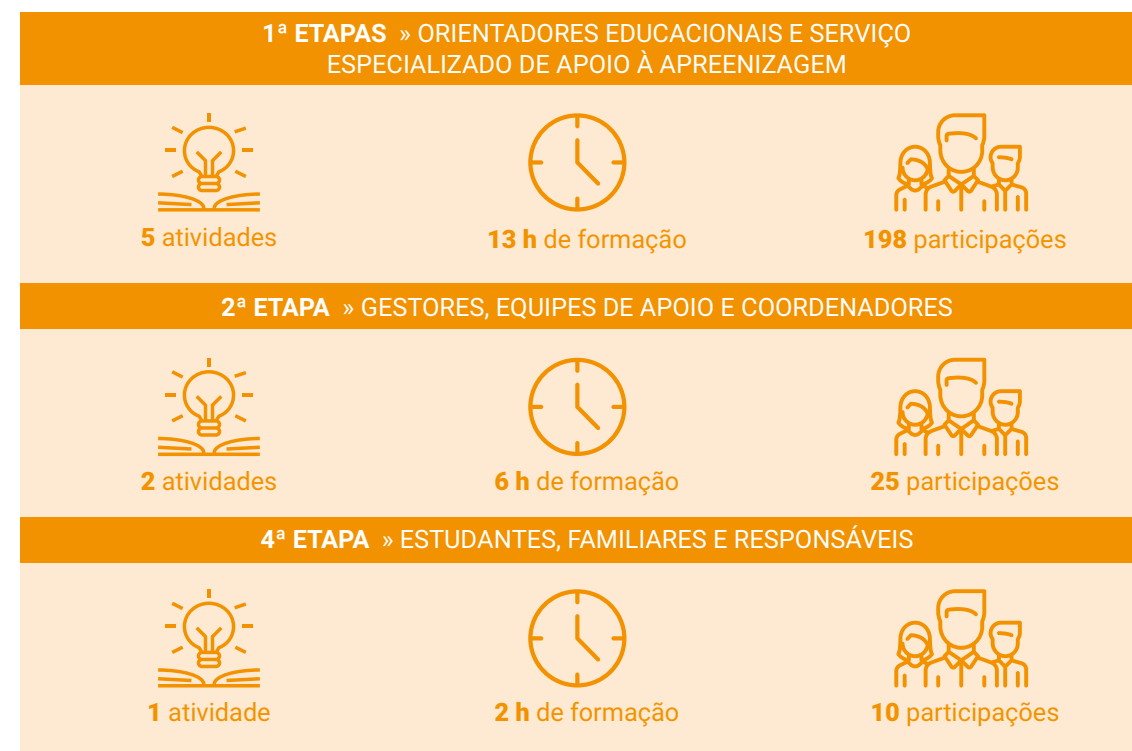 1ª ETAPAS » ORIENTADORES EDUCACIONAIS E SERVIÇO
ESPECIALIZADO DE APOIO À APREENIZAGEM
5 atividades
13 h de formação
198 participações
2ª ETAPA » GESTORES, EQUIPES DE APOIO E COORDENADORES
2 atividades
6 h de formação
25 participações
4ª ETAPA » ESTUDANTES, FAMILIARES E RESPONSÁVEIS
1 atividade
2 h de formação
10 participações